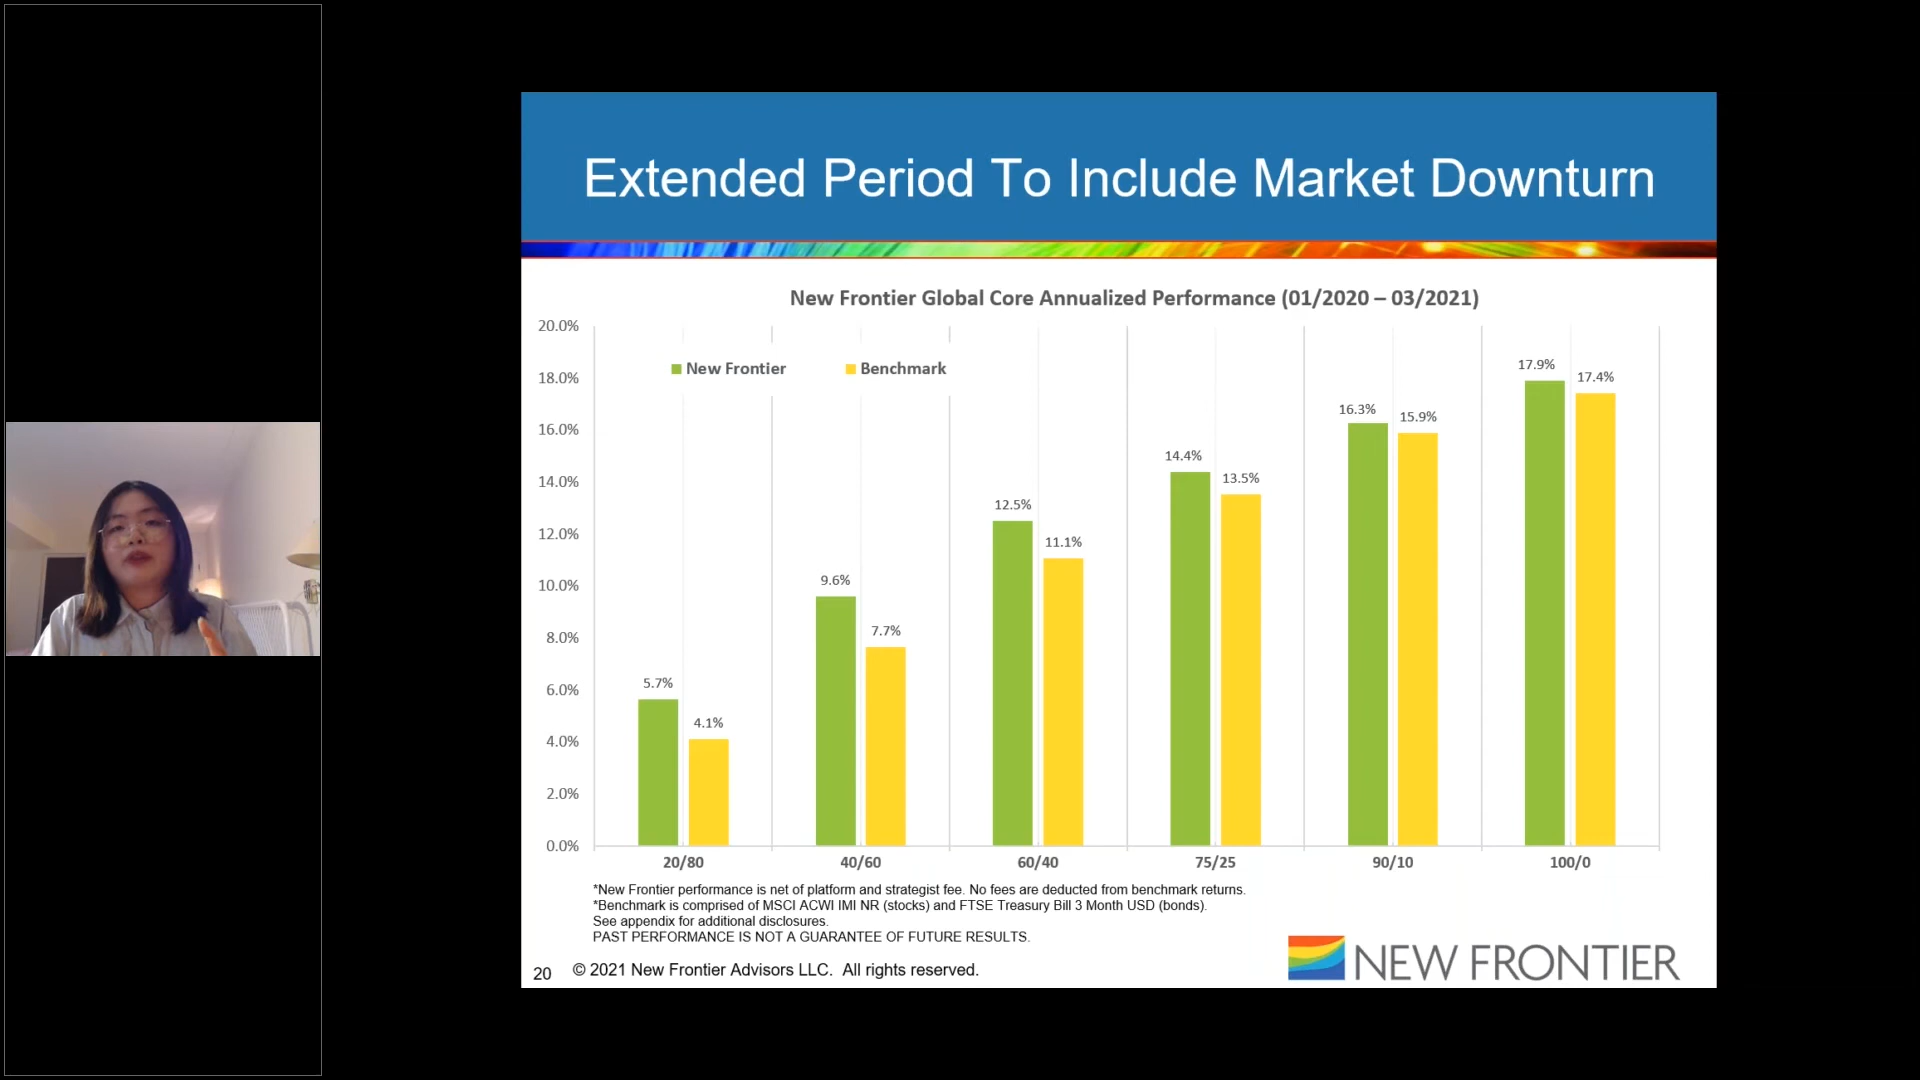 Extended Period To Include Market Downturn
New Frontier Global Core Annualized Performance (01/2020 – 03/2021)
20.0%
18.0%
16.0%
14.0%
12.0%
10.0%
8.0%
6.0%
4.0%
2.0%
0.0%
New Frontier
Benchmark
5.7%
4.1%
9.6%
7.7%
12.5%
11.1%
14.4%
13.5%
16.3%
15.9%
17.9%
17.4%
20/80
40/60
60/40
75/25
90/10
100/0
*New Frontier performance is net of platform and strategist fee. No fees are deducted from benchmark returns.
*Benchmark is comprised of MSCI ACWI IMI NR (stocks) and FTSE Treasury Bill 3 Month USD (bonds).
See appendix for additional disclosures.
PAST PERFORMANCE IS NOT A GUARANTEE OF FUTURE RESULTS.
20 © 2021 New Frontier Advisors LLC. All rights reserved.
NEW FRONTIER